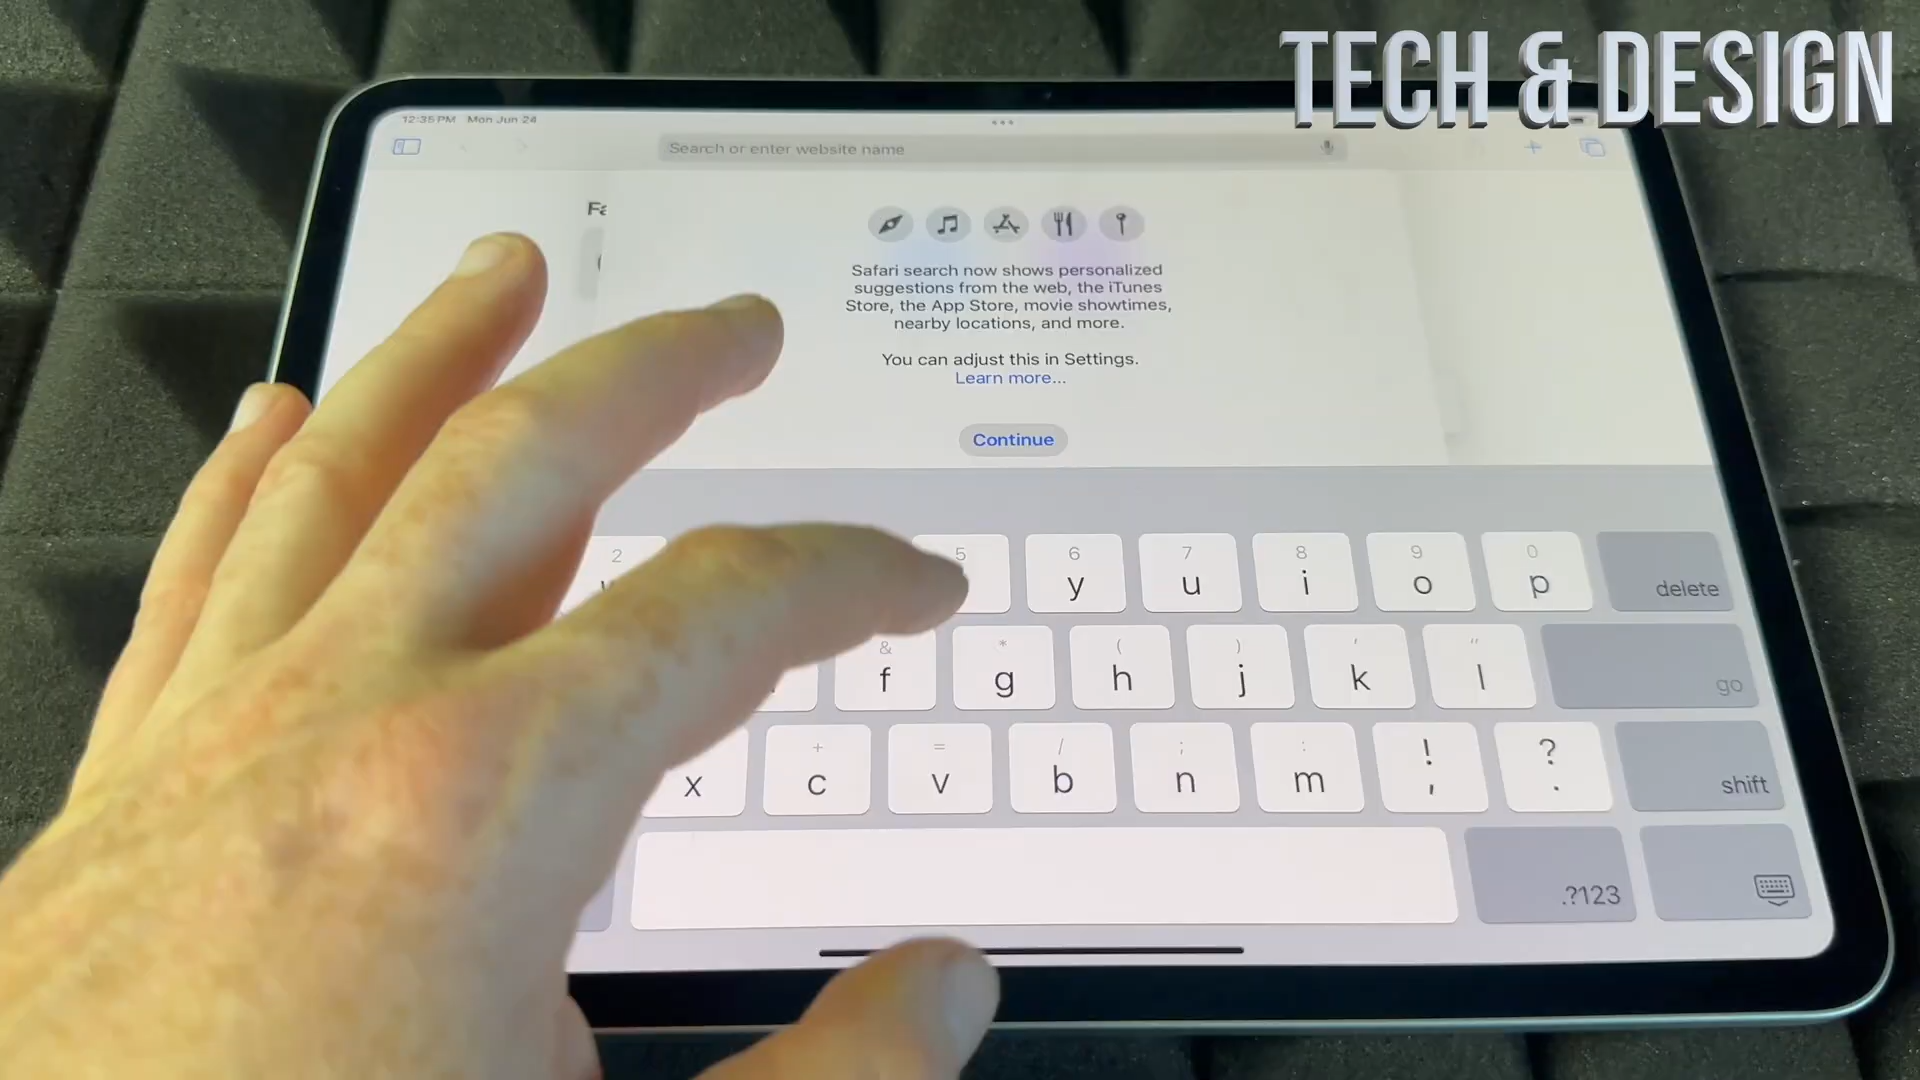 TECH & DESIGN
12:35 PM Mon Jun 24
Search or enter website name
Safari search now shows personalized
suggestions from the web, the iTunes
Store, the App Store, movie showtimes,
nearby locations, and more.
You can adjust this in Settings.
Learn more...
Continue
2 5 6 7 8 9 0
y u i o p delete
& * ( ) ' "
f g h j k l go
+ = / ; : ! ?
x c v b n m , . shift
.?123